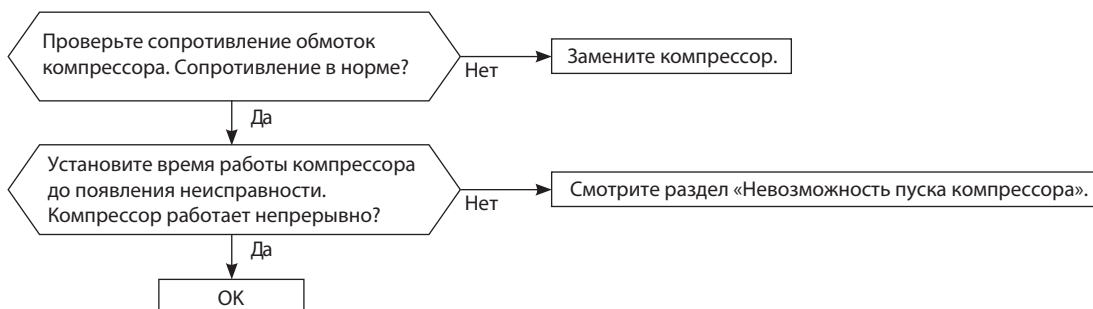 Проверьте сопротивление обмоток
компрессора. Сопротивление в норме?
Нет
Замените компрессор.
Да
Установите время работы компрессора
до появления неисправности.
Компрессор работает непрерывно?
Нет
Смотрите раздел «Невозможность пуска компрессора».
Да
OK